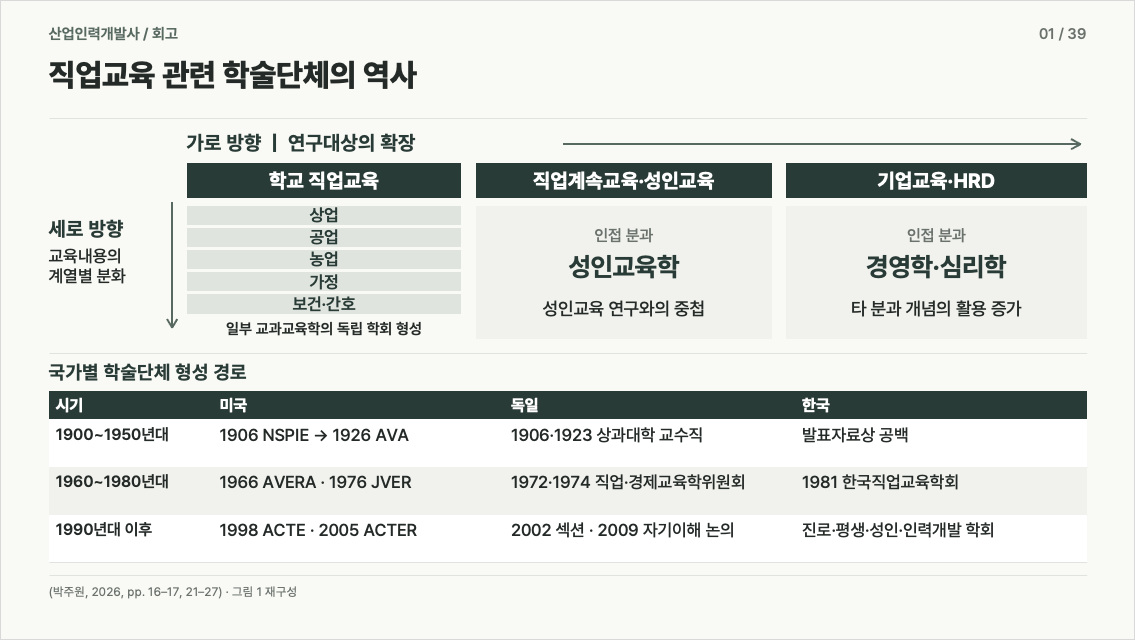 산업인력개발사 / 회고
01 / 39
직업교육 관련 학술단체의 역사
가로 방향 | 연구대상의 확장
세로 방향
교육내용의
계열별 분화
학교 직업교육
상업
공업
농업
가정
보건·간호
일부 교과교육학의 독립 학회 형성
직업계속교육·성인교육
인접 분과
성인교육학
성인교육 연구와의 중첩
기업교육·HRD
인접 분과
경영학·심리학
타 분과 개념의 활용 증가
국가별 학술단체 형성 경로
시기 미국 독일 한국
1900~1950년대 1906 NSPIE → 1926 AVA 1906·1923 상과대학 교수직 발표자료상 공백
1960~1980년대 1966 AVERA · 1976 JVER 1972·1974 직업·경제교육학위원회 1981 한국직업교육학회
1990년대 이후 1998 ACTE · 2005 ACTER 2002 섹션 · 2009 자기이해 논의 진로·평생·성인·인력개발 학회
(박주원, 2026, pp. 16–17, 21–27) · 그림 1 재구성